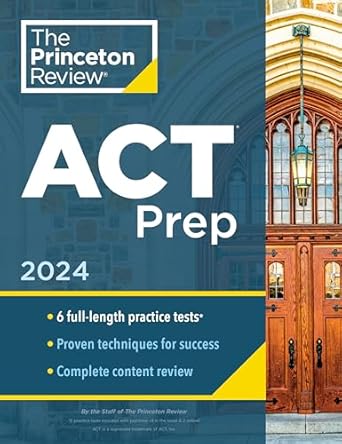 The
Princeton
Review®
ACT®
Prep
2024
• 6 full-length practice tests*
• Proven techniques for success
• Complete content review
By the Staff of The Princeton Review
ACT is a registered trademark of ACT, Inc.